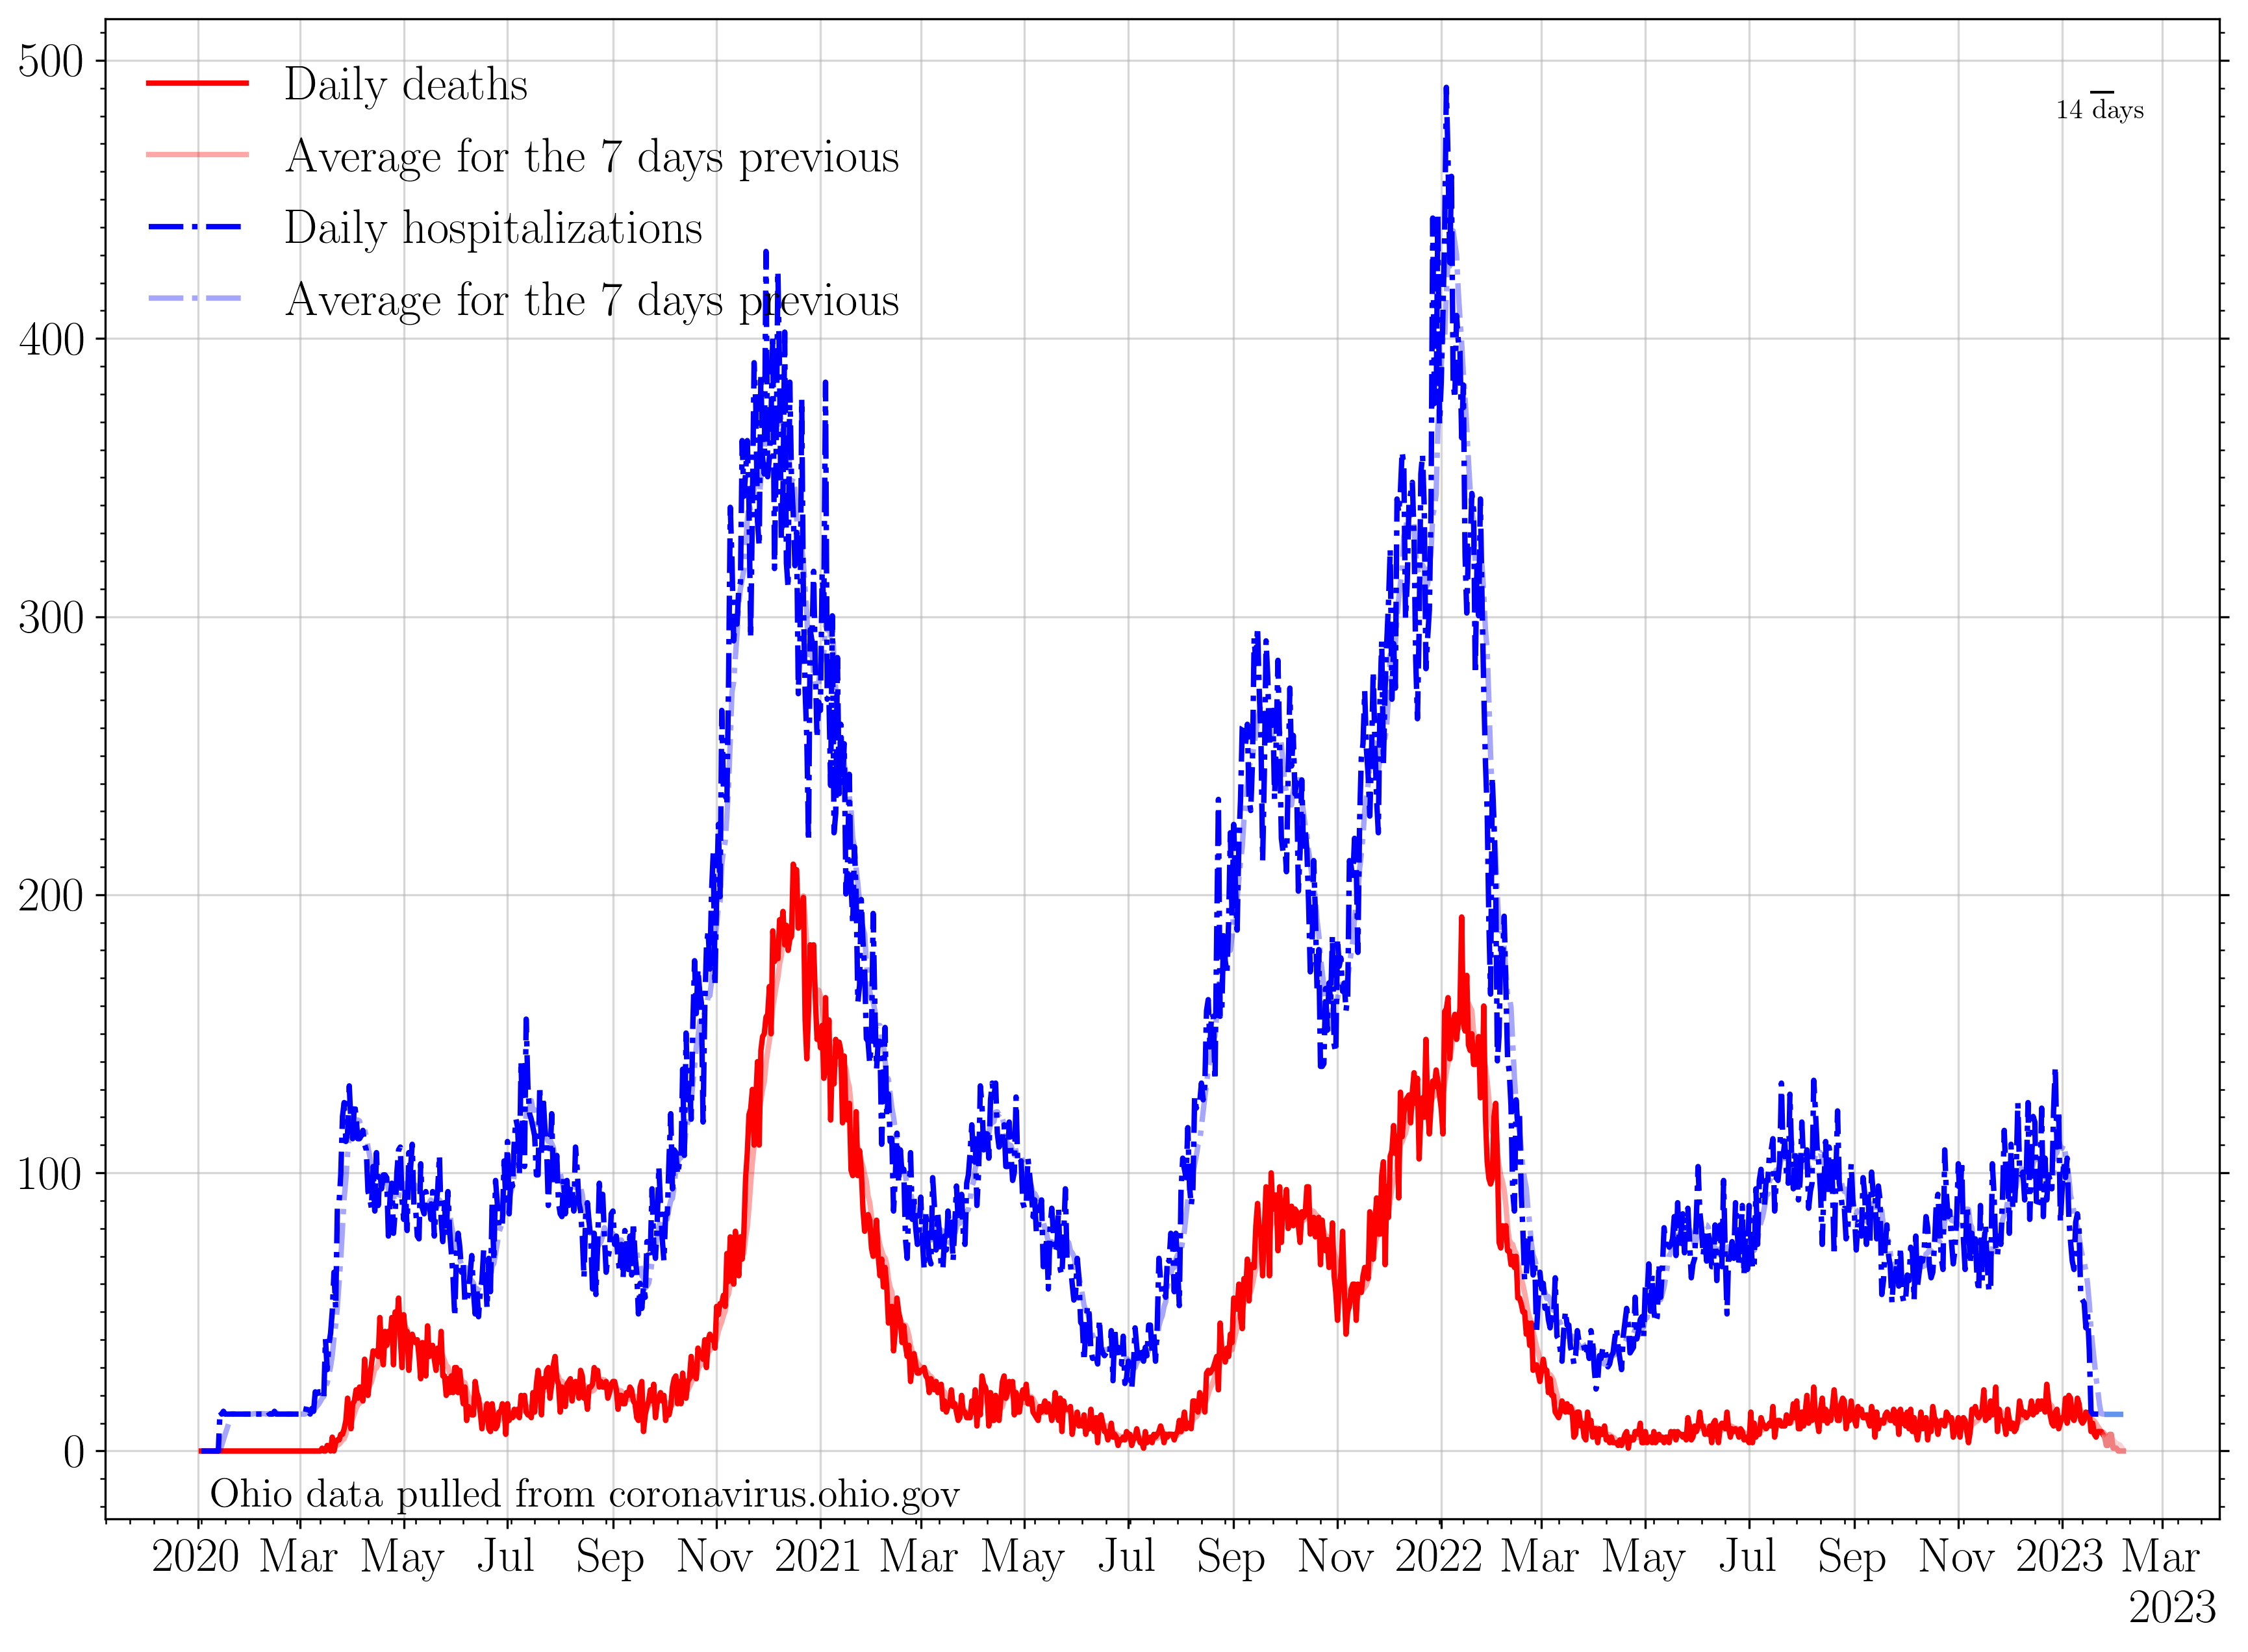 500
400
300
200
100
0
Daily deaths
Average for the 7 days previous
Daily hospitalizations
Average for the 7 days previous
14 days
Ohio data pulled from coronavirus.ohio.gov
2020 Mar May Jul Sep Nov 2021 Mar May Jul Sep Nov 2022 Mar May Jul Sep Nov 2023 Mar
2023